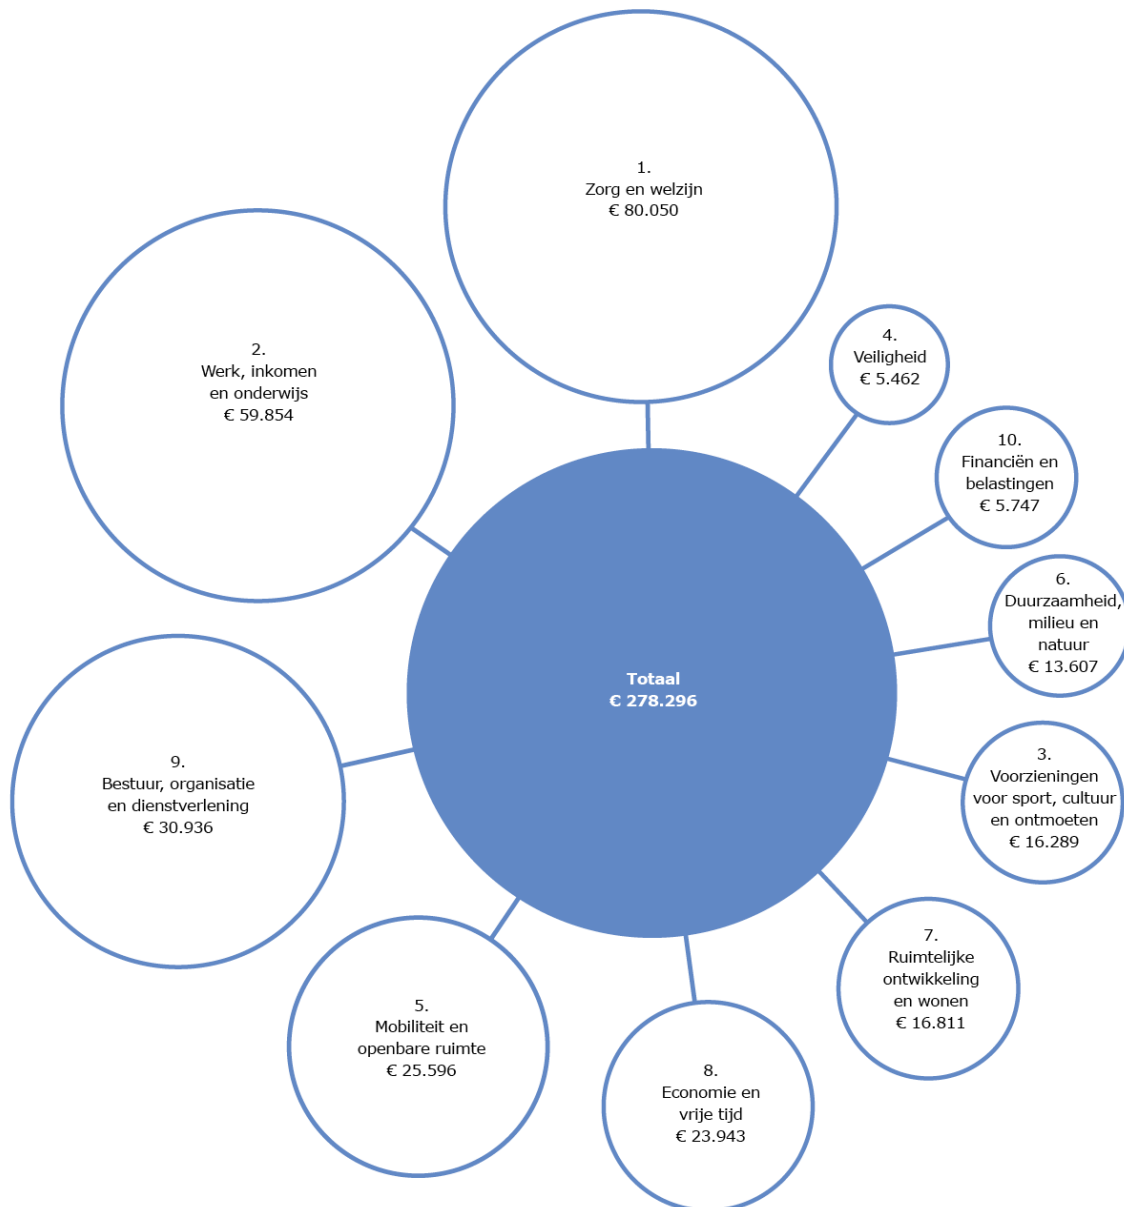 1.
Zorg en welzijn
€ 80.050
2.
Werk, inkomen
en onderwijs
€ 59.854
4.
Veiligheid
€ 5.462
10.
Financiën en
belastingen
€ 5.747
6.
Duurzaamheid,
milieu en
natuur
€ 13.607
Totaal
€ 278.296
9.
Bestuur, organisatie
en dienstverlening
€ 30.936
3.
Voorzieningen
voor sport, cultuur
en ontmoeten
€ 16.289
7.
Ruimtelijke
ontwikkeling
en wonen
€ 16.811
5.
Mobiliteit en
openbare ruimte
€ 25.596
8.
Economie en
vrije tijd
€ 23.943